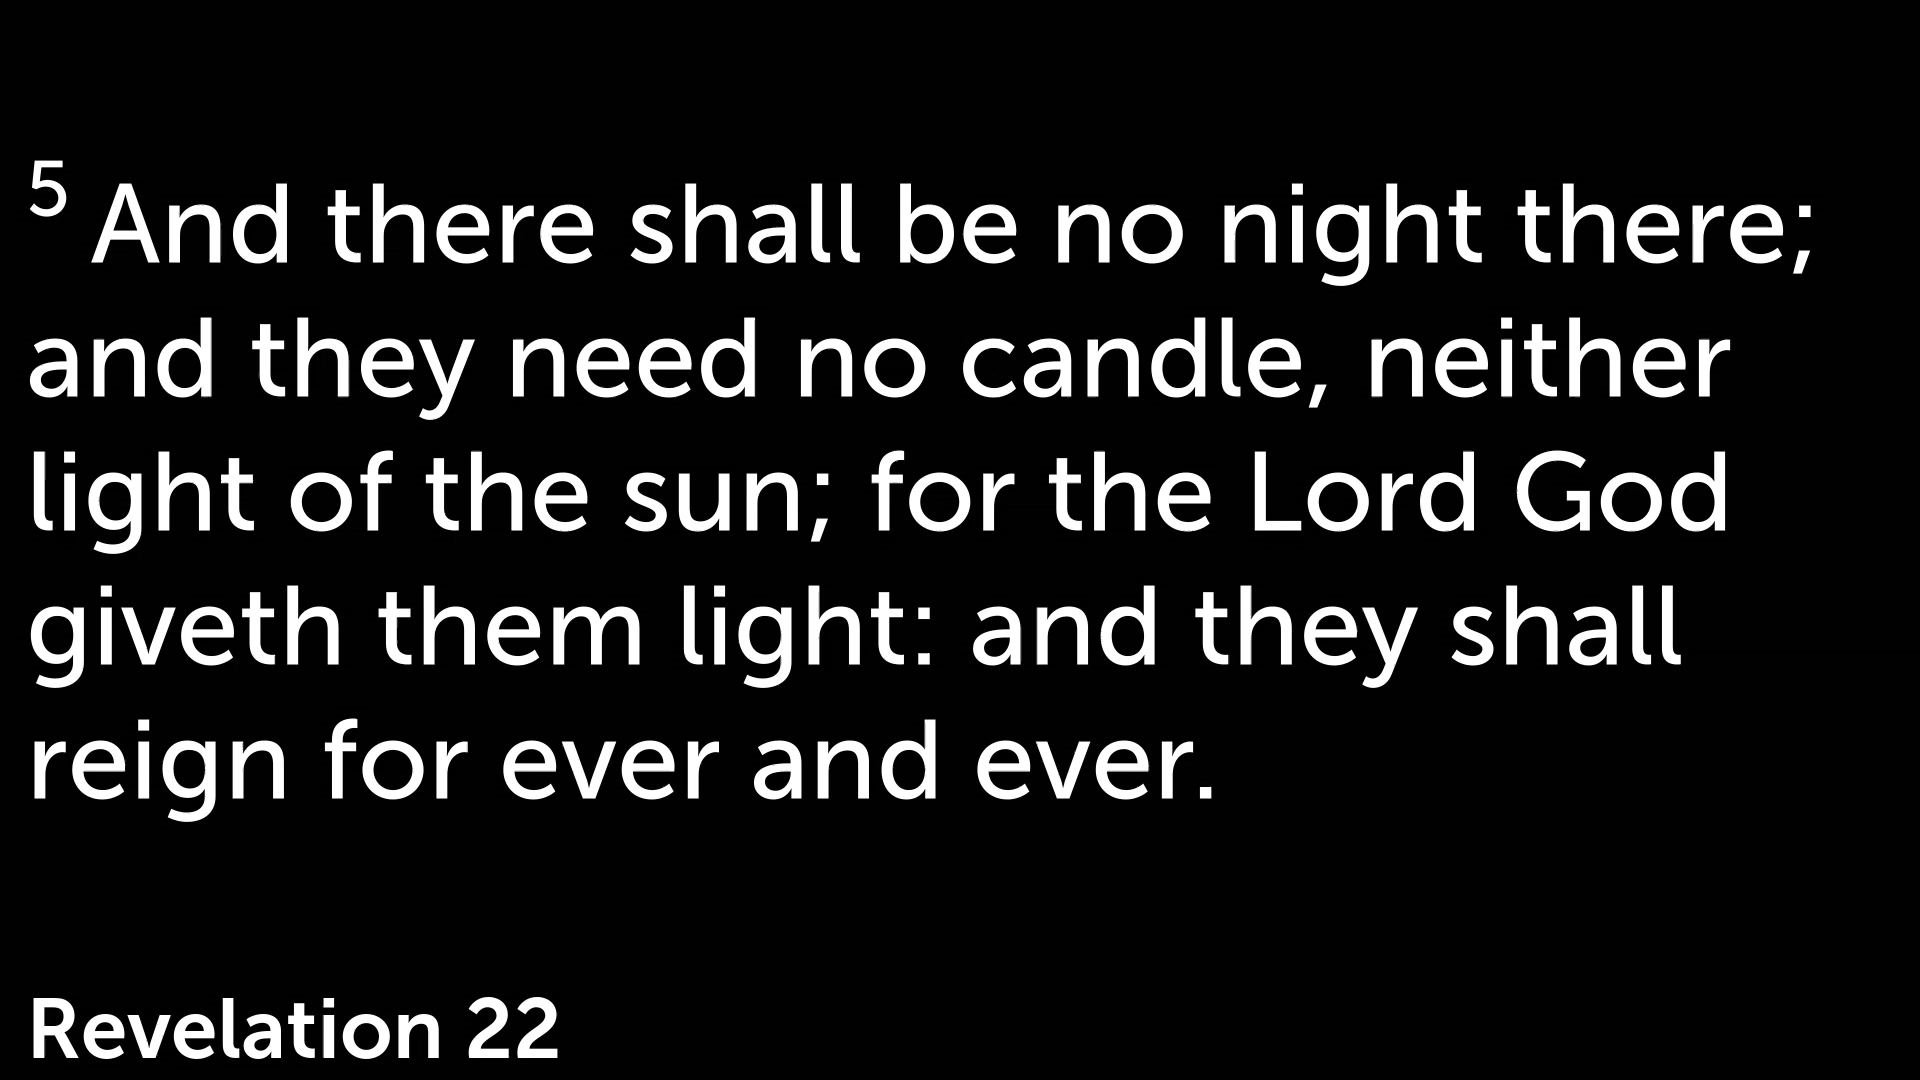 5 And there shall be no night there;
and they need no candle, neither
light of the sun; for the Lord God
giveth them light: and they shall
reign for ever and ever.
Revelation 22